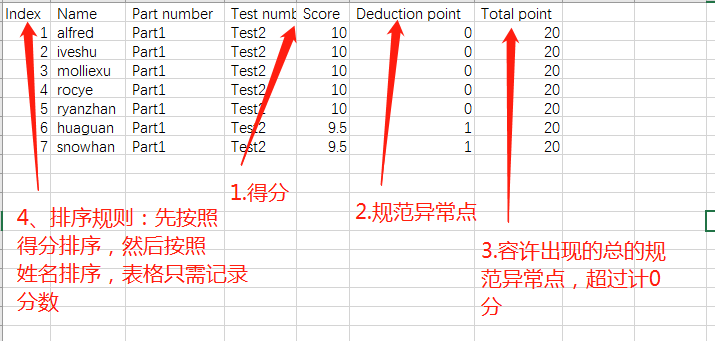 Index Name Part number Test numb Score Deduction point Total point
1 alfred Part1 Test2 10 0 20
2 iveshu Part1 Test2 10 0 20
3 molliexu Part1 Test2 10 0 20
4 rocye Part1 Test2 10 0 20
5 ryanzhan Part1 Test2 10 0 20
6 huaguan Part1 Test2 9.5 1 20
7 snowhan Part1 Test2 9.5 1 20
1.得分
2.规范异常点
3.容许出现的总的规
范异常点，超过计0
分
4、排序规则：先按照
得分排序，然后按照
姓名排序，表格只需记录
分数